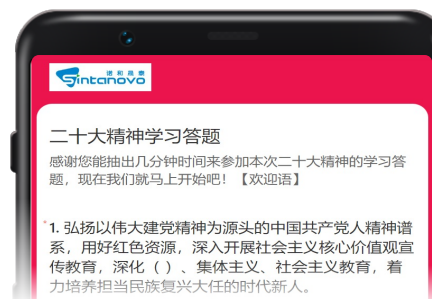 诺和晟泰
Sintanovo
二十大精神学习答题
感谢您能抽出几分钟时间来参加本次二十大精神的学习答
题，现在我们就马上开始吧！【欢迎语】
*1. 弘扬以伟大建党精神为源头的中国共产党人精神谱
系，用好红色资源，深入开展社会主义核心价值观宣
传教育，深化（ ）、集体主义、社会主义教育，着
力培养担当民族复兴大任的时代新人。